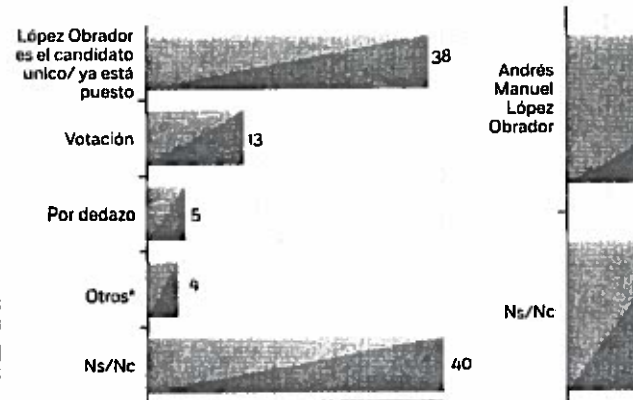 López Obrador
es el candidato
unico/ ya está
puesto
38
Votación
13
Por dedazo
5
Otros*
4
Ns/Nc
40
Andrés
Manuel
López
Obrador
Ns/Nc